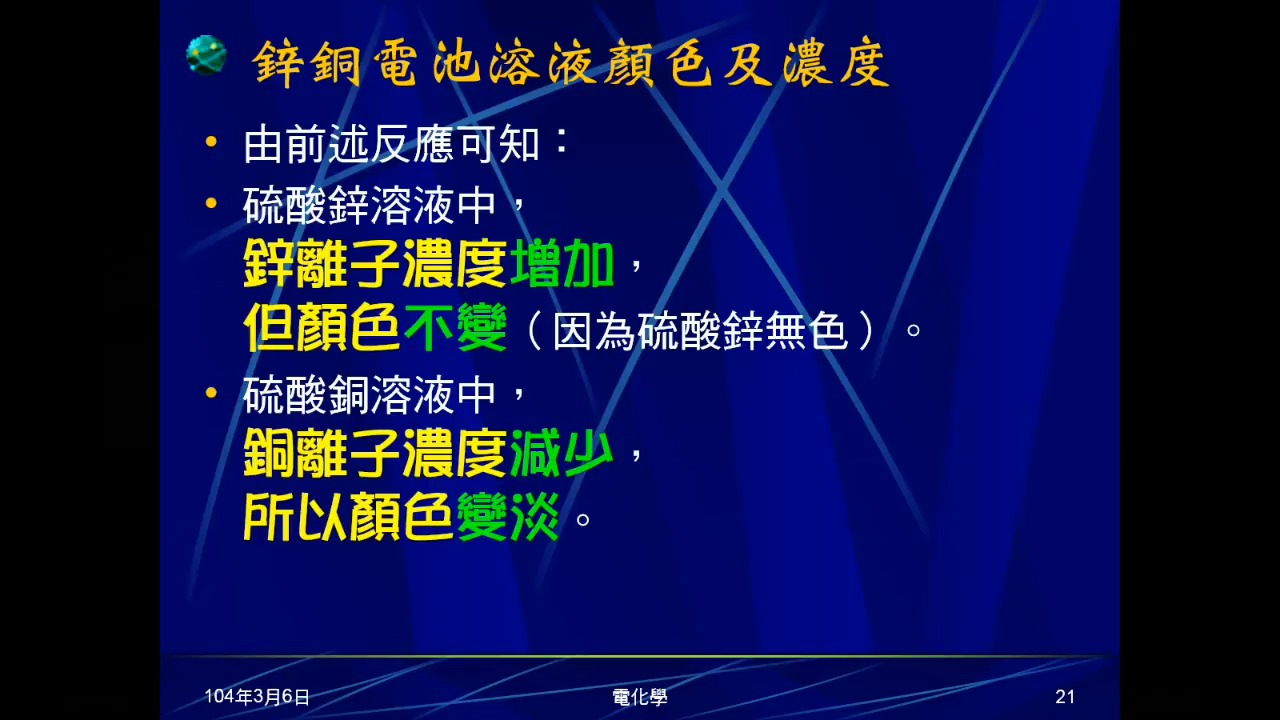 鋅銅電池溶液顏色及濃度
• 由前述反應可知：
• 硫酸鋅溶液中，
鋅離子濃度增加，
但顏色不變（因為硫酸鋅無色）。
• 硫酸銅溶液中，
銅離子濃度減少，
所以顏色變淡。
104年3月6日
電化學
21